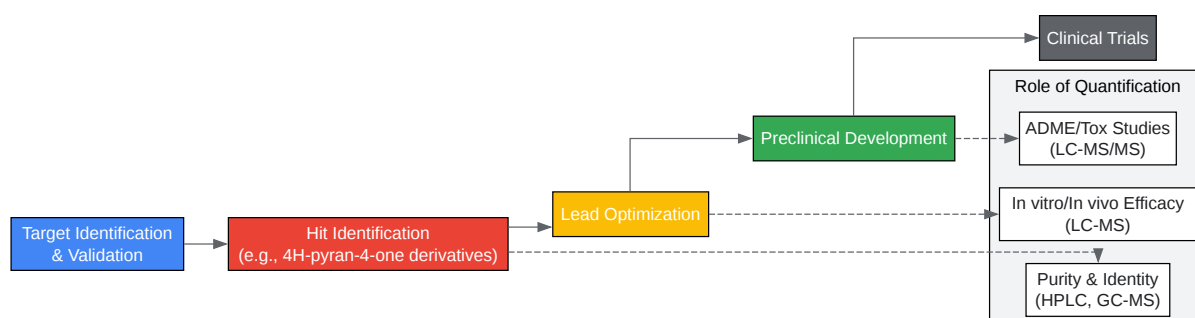 Clinical Trials
Role of Quantification
Preclinical Development
ADME/Tox Studies
(LC-MS/MS)
Lead Optimization
In vitro/In vivo Efficacy
(LC-MS)
Target Identification
& Validation
Hit Identification
(e.g., 4H-pyran-4-one derivatives)
Purity & Identity
(HPLC, GC-MS)